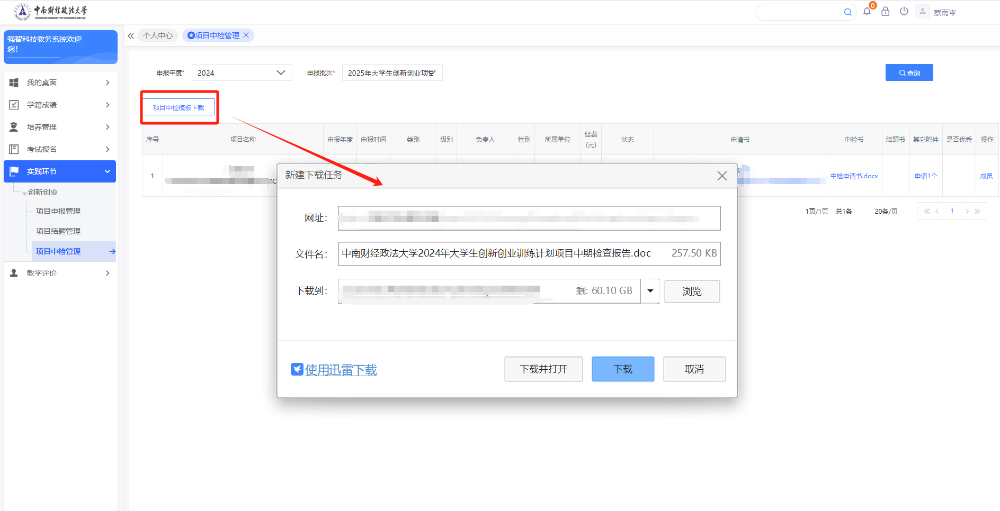 中南财经政法大学
ZHONGNAN UNIVERSITY OF ECONOMICS AND LAW
0
蔡雨岑
强智科技教务系统欢迎
您!
个人中心
项目中检管理
我的桌面
学籍成绩
培养管理
考试报名
实践环节
创新创业
项目申报管理
项目结题管理
项目中检管理
教学评价
申报年度*
2024
申报批次*
2025年大学生创新创业项
查询
项目中检模板下载
序号
项目名称
申报年度
申报时间
类别
级别
负责人
性别
所属单位
经费
(元)
状态
申请书
中检书
结题书
其它附件
是否优秀
操作
1
中检申请书.docx
申请1个
成员
1页/1页
总1条
20条/页
1
新建下载任务
网址:
文件名:
中南财经政法大学2024年大学生创新创业训练计划项目中期检查报告.doc
257.50 KB
下载到:
剩: 60.10 GB
浏览
使用迅雷下载
下载并打开
下载
取消